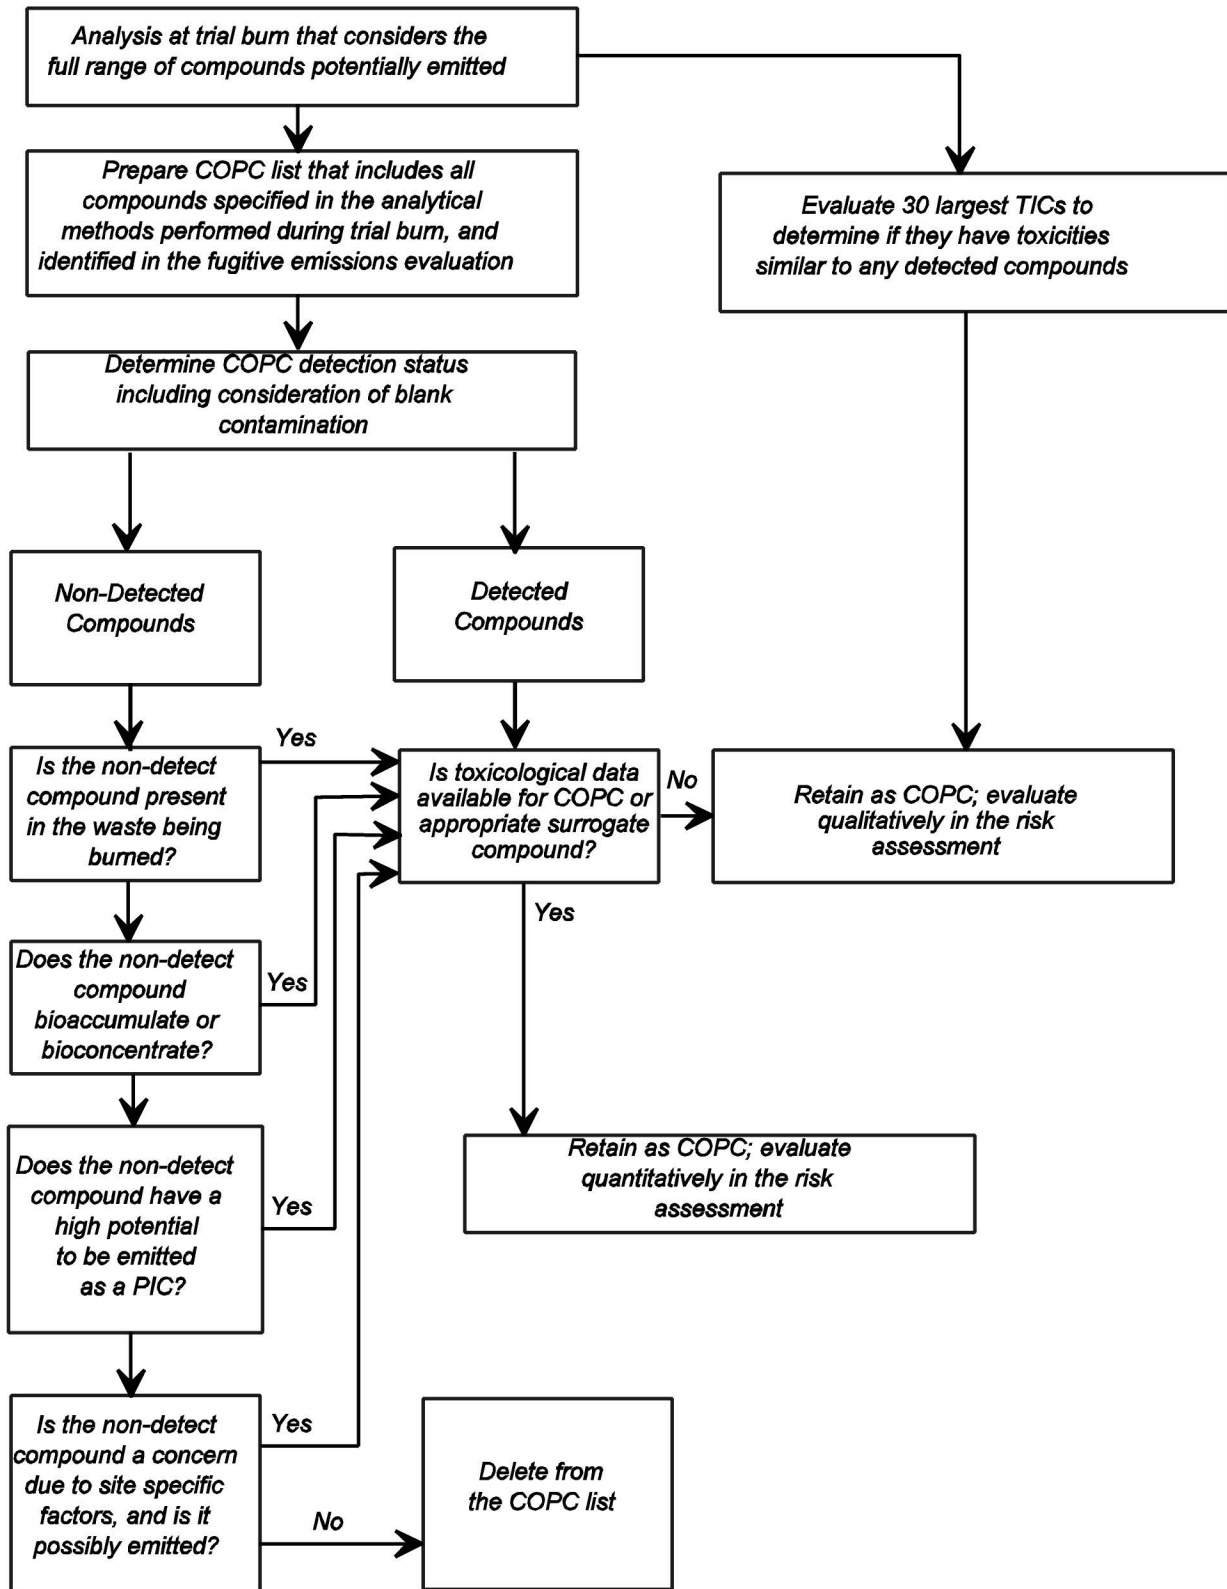 Analysis at trial burn that considers the
full range of compounds potentially emitted
Prepare COPC list that includes all
compounds specified in the analytical
methods performed during trial burn, and
identified in the fugitive emissions evaluation
Evaluate 30 largest TICs to
determine if they have toxicities
similar to any detected compounds
Determine COPC detection status
including consideration of blank
contamination
Non-Detected
Compounds
Detected
Compounds
Is the non-detect
compound present
in the waste being
burned?
Yes
Is toxicological data
available for COPC or
appropriate surrogate
compound?
No
Retain as COPC; evaluate
qualitatively in the risk
assessment
Yes
Does the non-detect
compound
bioaccumulate or
bioconcentrate?
Yes
Does the non-detect
compound have a
high potential
to be emitted
as a PIC?
Yes
Retain as COPC; evaluate
quantitatively in the risk
assessment
Is the non-detect
compound a concern
due to site specific
factors, and is it
possibly emitted?
Yes
No
Delete from
the COPC list